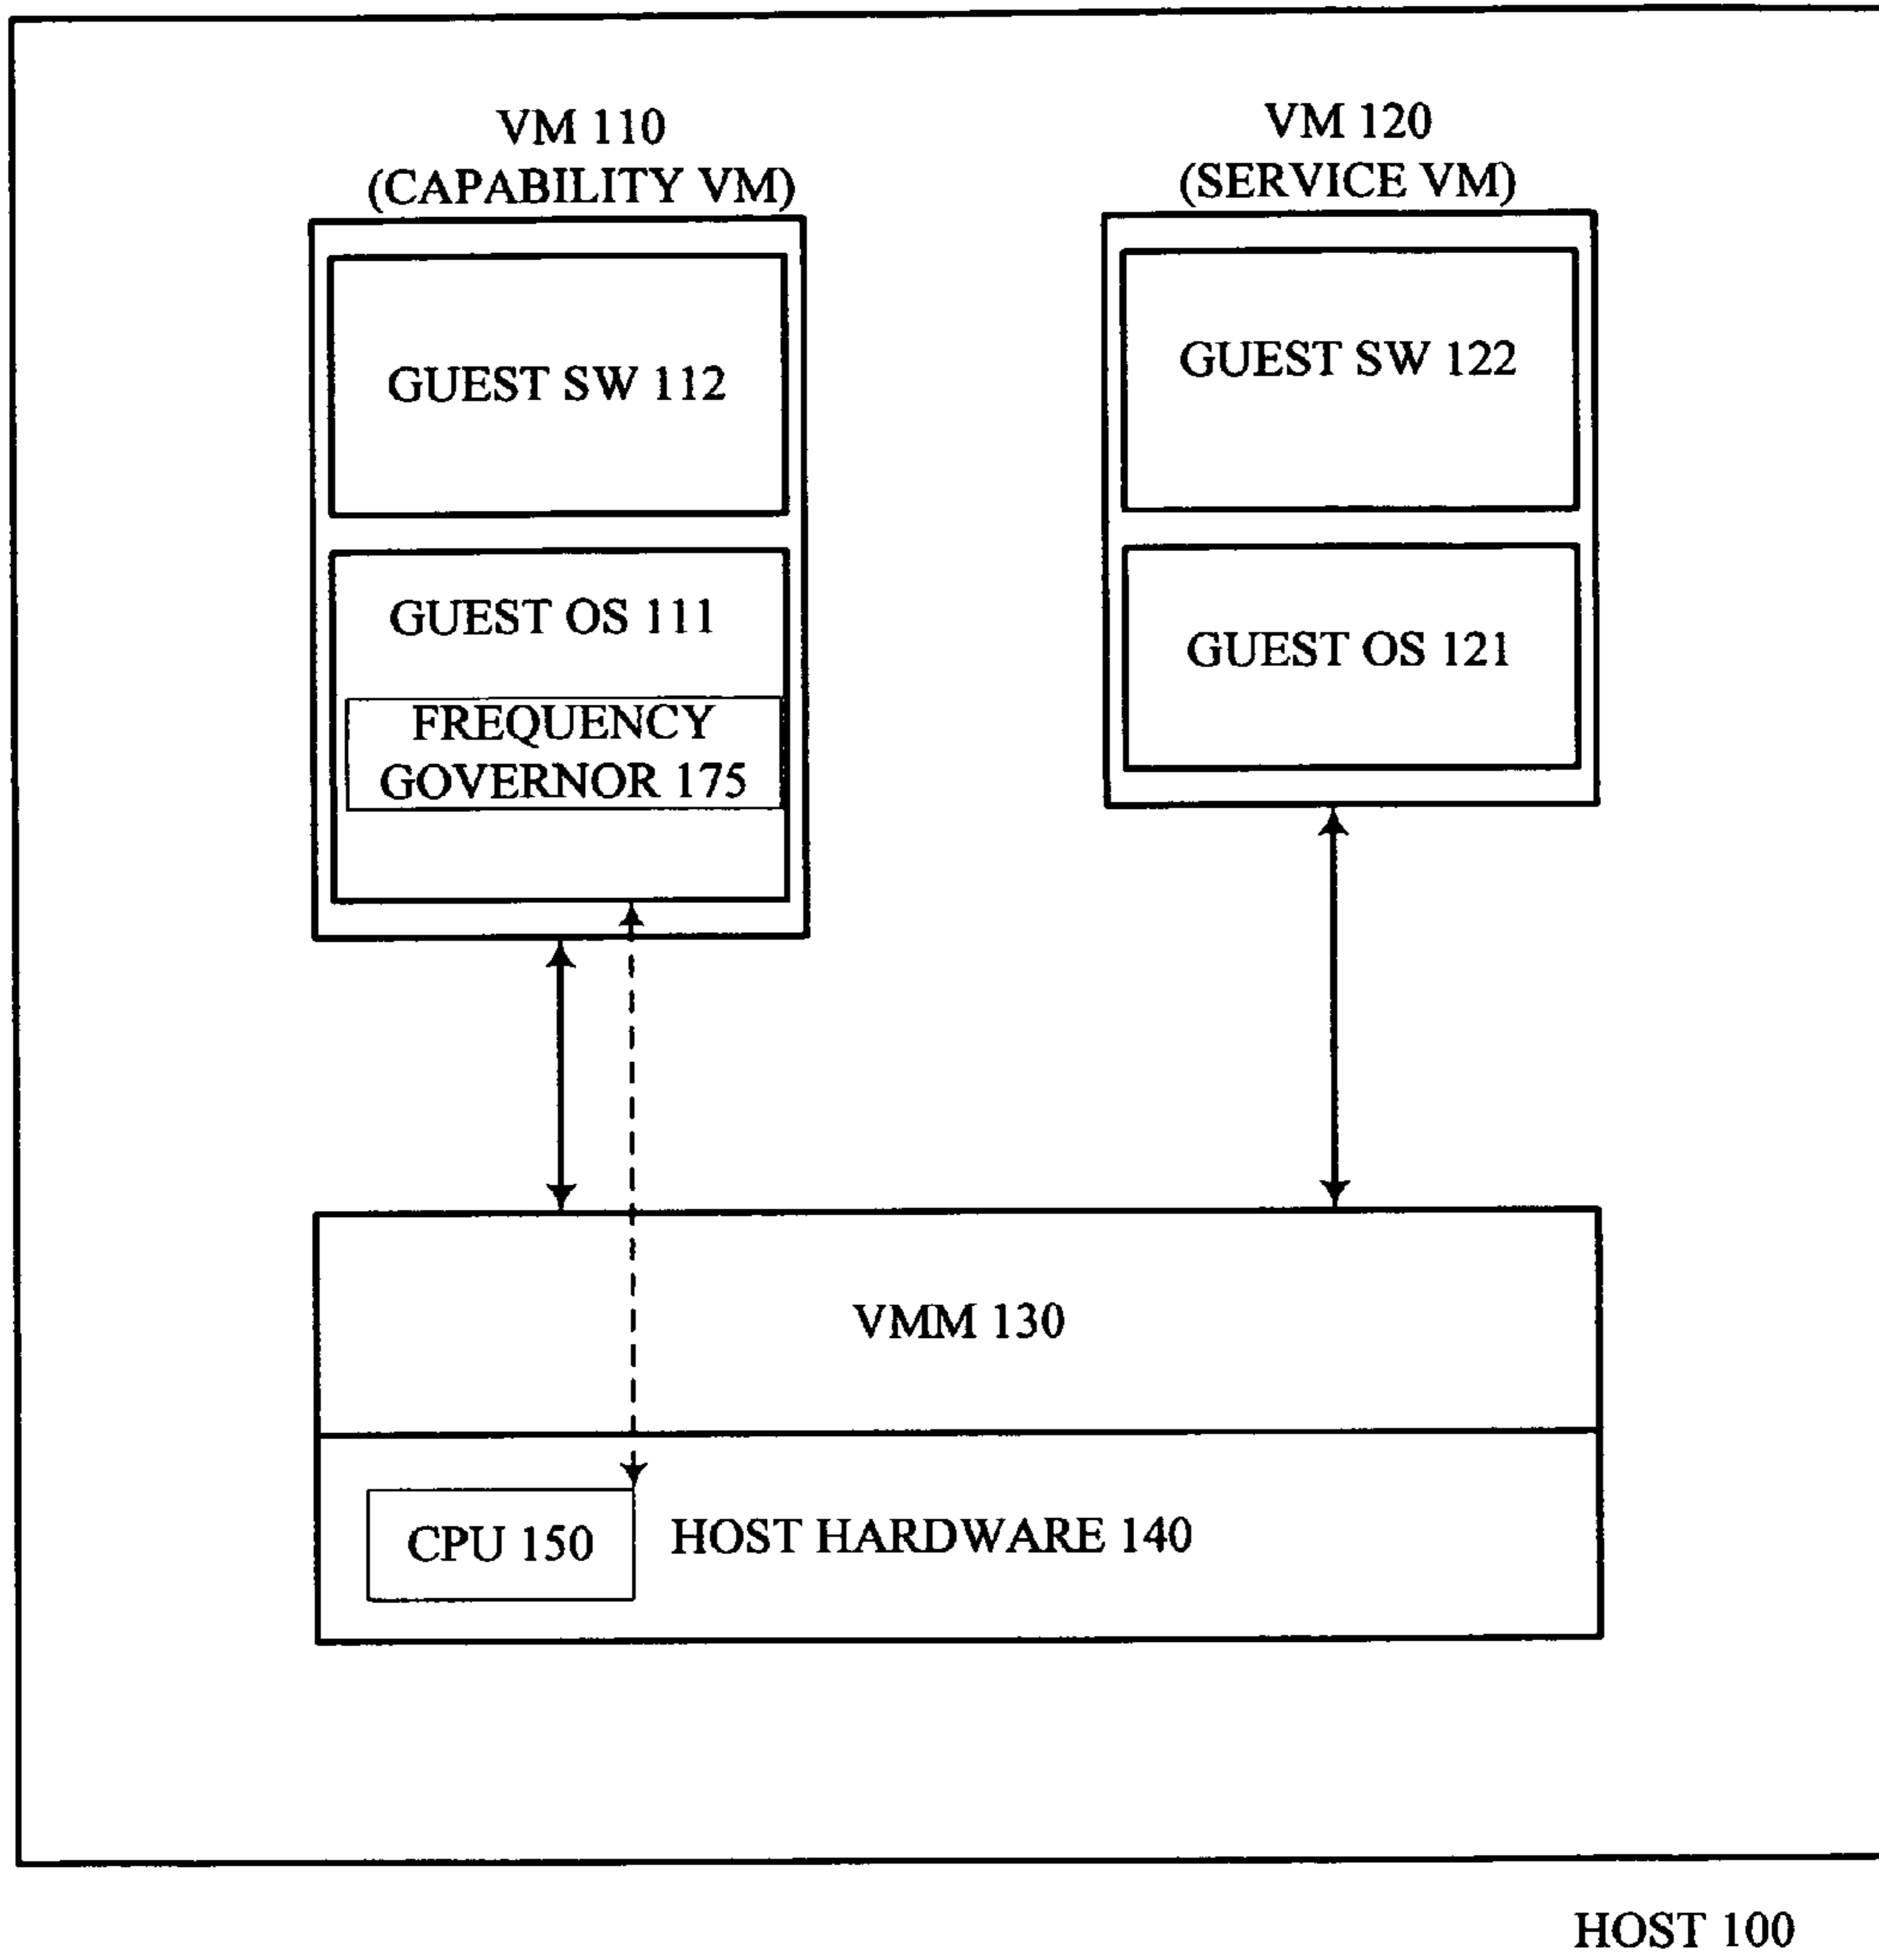 VM 110
(CAPABILITY VM)
GUEST SW 112
GUEST OS 111
FREQUENCY
GOVERNOR 175
VM 120
(SERVICE VM)
GUEST SW 122
GUEST OS 121
VMM 130
CPU 150
HOST HARDWARE 140
HOST 100